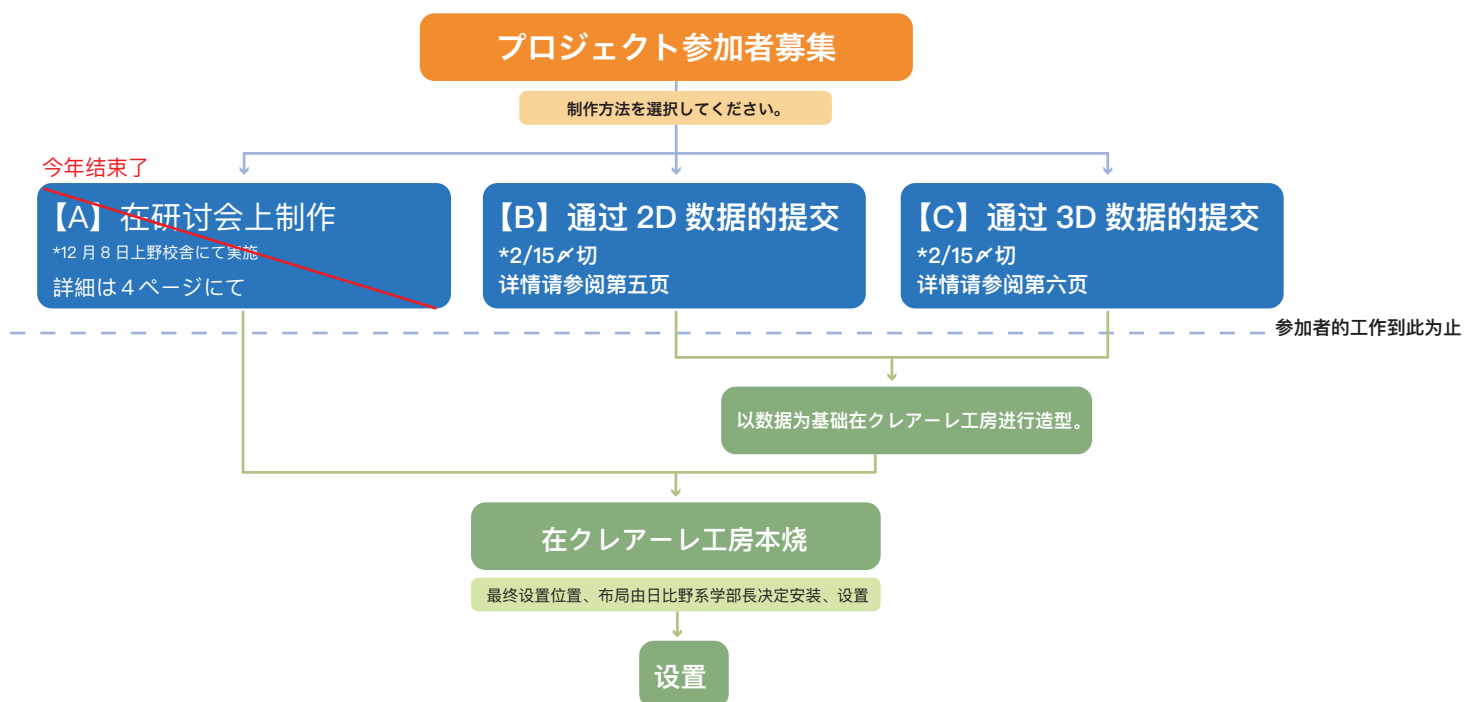 プロジェクト参加者募集
制作方法を選択してください。
今年结束了
【A】在研讨会上制作
*12 月 8 日上野校舎にて実施
詳細は4ページにて
【B】通过 2D 数据的提交
*2/15〆切
详情请参阅第五页
【C】通过 3D 数据的提交
*2/15〆切
详情请参阅第六页
参加者的工作到此为止
以数据为基础在クレアーレ工房进行造型。
在クレアーレ工房本烧
最终设置位置、布局由日比野系学部長决定安装、设置
设置